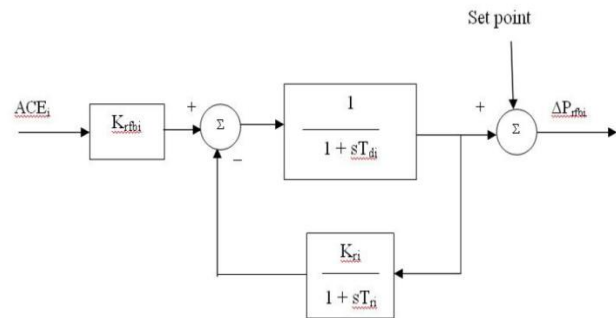 Set point
ACEi
Krfbi
+
Σ
−
1
1 + sTdi
+
Σ
ΔPrfbi
Kri
1 + sTri